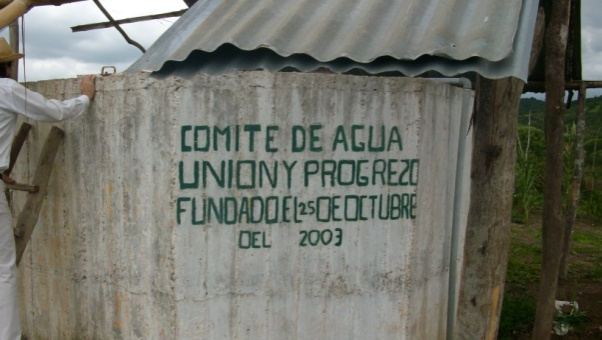 COMITE DE AGUA
UNION Y PROGREZO
FUNDADO EL 25 DE OCTUBRE
DEL 2003